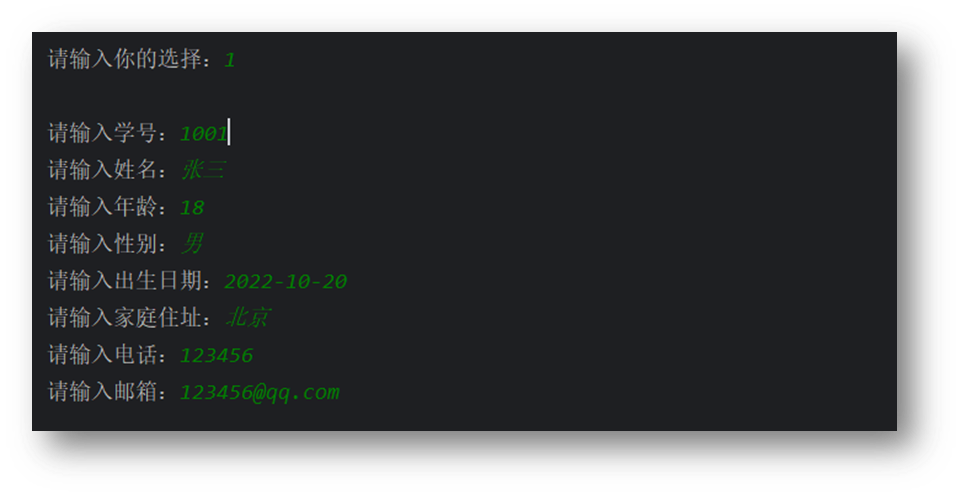 请输入你的选择：1
请输入学号：1001
请输入姓名：张三
请输入年龄：18
请输入性别：男
请输入出生日期：2022-10-20
请输入家庭住址：北京
请输入电话：123456
请输入邮箱：123456@qq.com